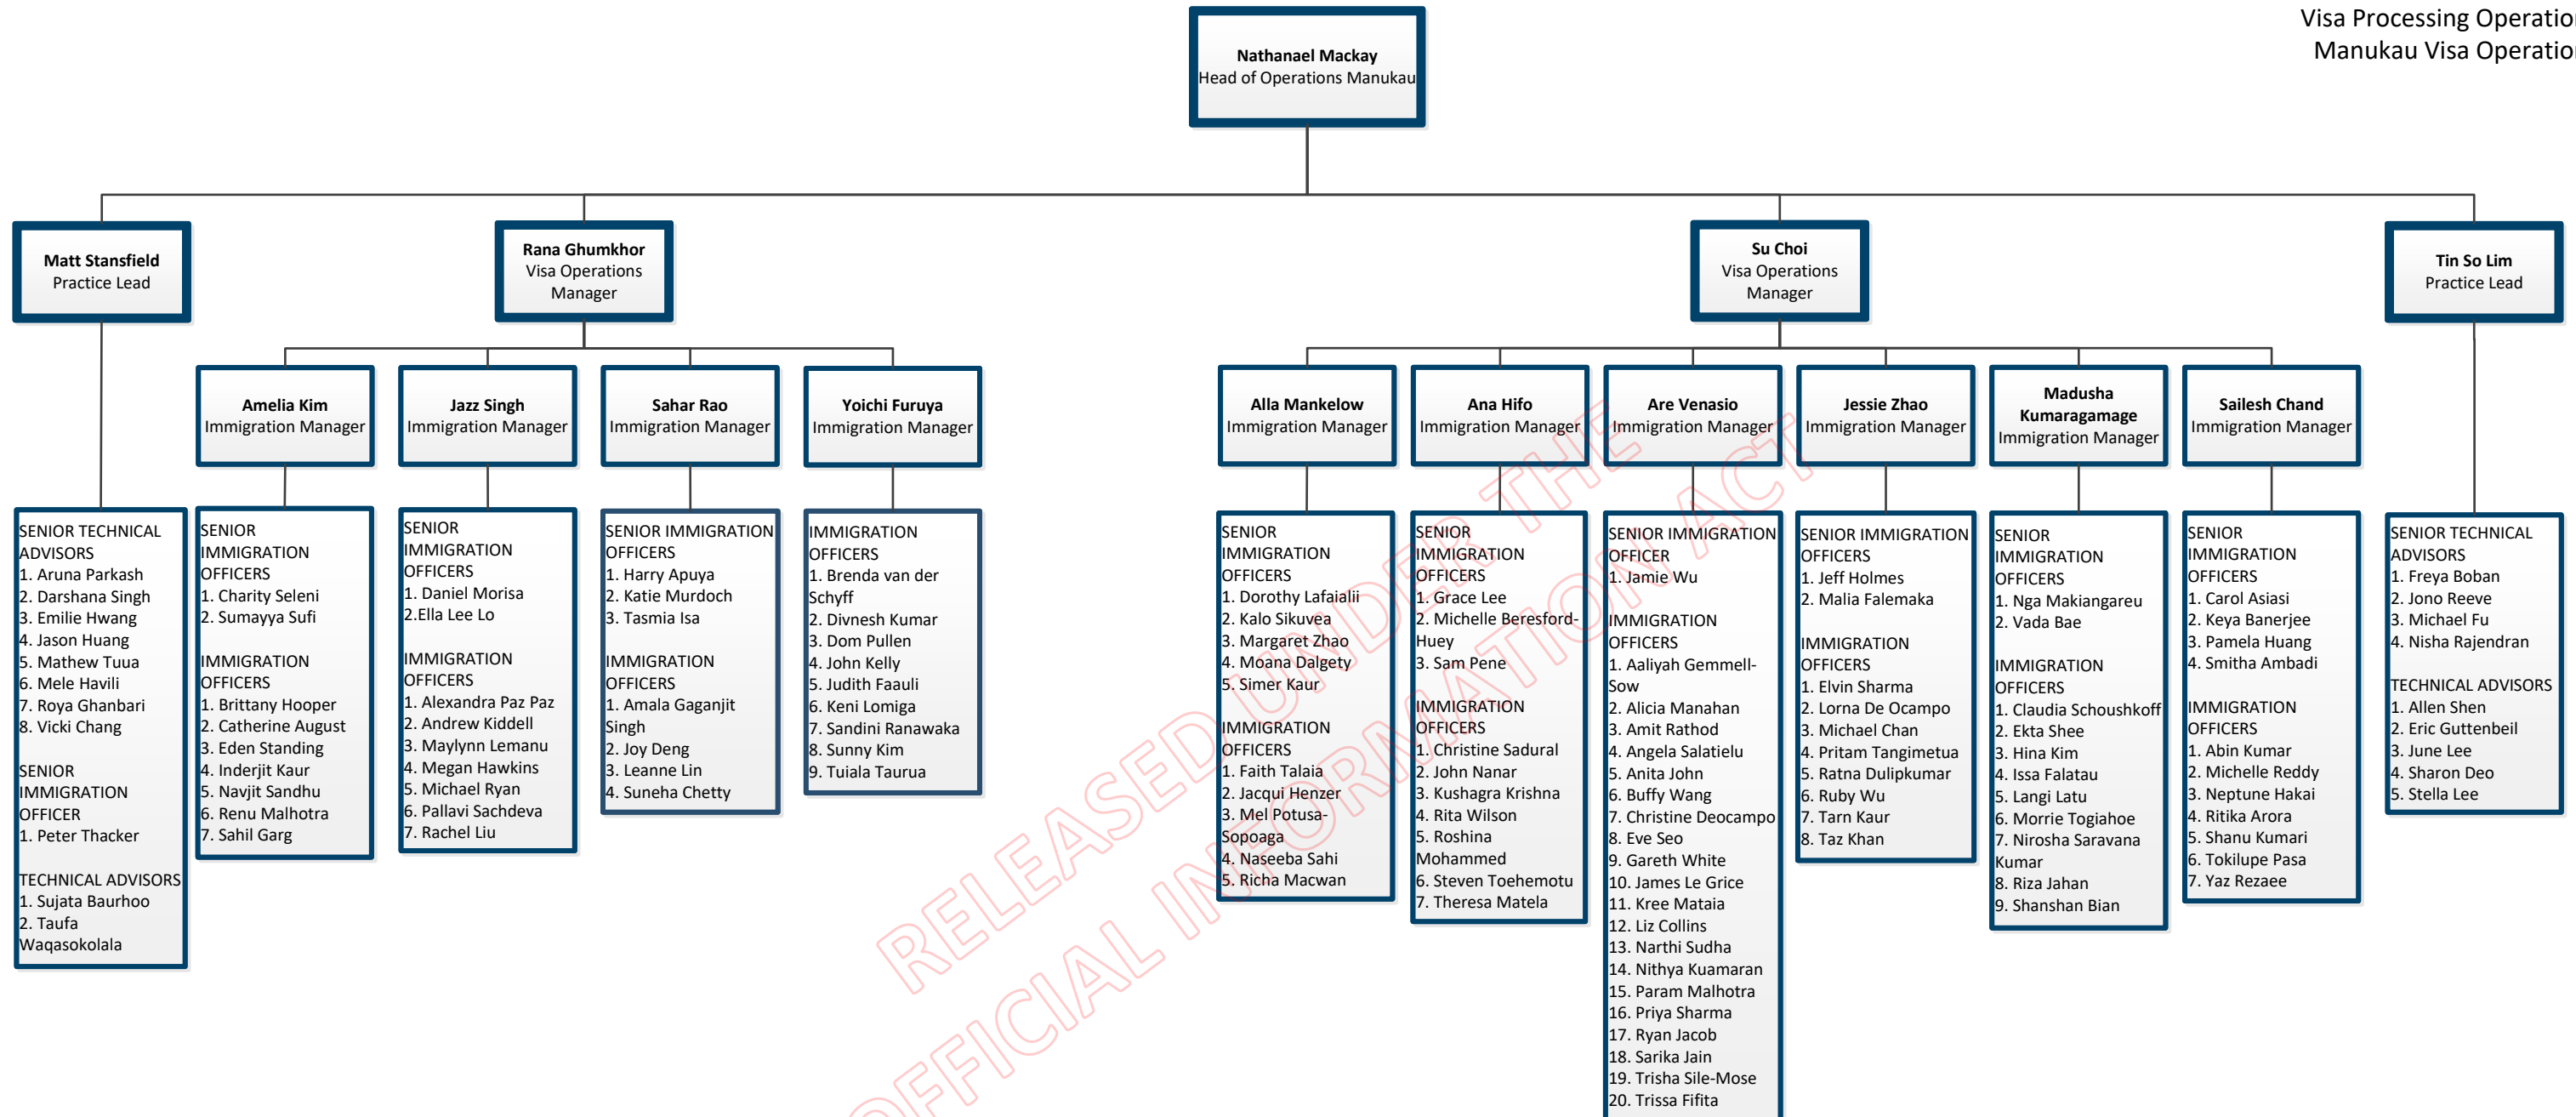 Visa Processing Operation
Manukau Visa Operation
Nathanael Mackay
Head of Operations Manukau
Matt Stansfield
Practice Lead
Rana Ghumkhor
Visa Operations
Manager
Su Choi
Visa Operations
Manager
Tin So Lim
Practice Lead
Amelia Kim
Immigration Manager
Jazz Singh
Immigration Manager
Sahar Rao
Immigration Manager
Yoichi Furuya
Immigration Manager
Alla Mankelow
Immigration Manager
Ana Hifo
Immigration Manager
Are Venasio
Immigration Manager
Jessie Zhao
Immigration Manager
Madusha
Kumaragamage
Immigration Manager
Sailesh Chand
Immigration Manager
SENIOR TECHNICAL
ADVISORS
1. Aruna Parkash
2. Darshana Singh
3. Emilie Hwang
4. Jason Huang
5. Mathew Tuua
6. Mele Havili
7. Roya Ghanbari
8. Vicki Chang
SENIOR
IMMIGRATION
OFFICER
1. Peter Thacker
TECHNICAL ADVISORS
1. Sujata Baurhoo
2. Taufa
Waqasokolala
SENIOR
IMMIGRATION
OFFICERS
1. Charity Seleni
2. Sumayya Sufi
IMMIGRATION
OFFICERS
1. Brittany Hooper
2. Catherine August
3. Eden Standing
4. Inderjit Kaur
5. Navjit Sandhu
6. Renu Malhotra
7. Sahil Garg
SENIOR
IMMIGRATION
OFFICERS
1. Daniel Morisa
2.Ella Lee Lo
IMMIGRATION
OFFICERS
1. Alexandra Paz Paz
2. Andrew Kiddell
3. Maylynn Lemanu
4. Megan Hawkins
5. Michael Ryan
6. Pallavi Sachdeva
7. Rachel Liu
SENIOR IMMIGRATION
OFFICERS
1. Harry Apuya
2. Katie Murdoch
3. Tasmia Isa
IMMIGRATION
OFFICERS
1. Amala Gaganjit
Singh
2. Joy Deng
3. Leanne Lin
4. Suneha Chetty
IMMIGRATION
OFFICERS
1. Brenda van der
Schyff
2. Divnesh Kumar
3. Dom Pullen
4. John Kelly
5. Judith Faauli
6. Keni Lomiga
7. Sandini Ranawaka
8. Sunny Kim
9. Tuiala Taurua
SENIOR
IMMIGRATION
OFFICERS
1. Dorothy Lafaialii
2. Kalo Sikuvea
3. Margaret Zhao
4. Moana Dalgety
5. Simer Kaur
IMMIGRATION
OFFICERS
1. Faith Talaia
2. Jacqui Henzer
3. Mel Potusa-
Sopoaga
4. Naseeba Sahi
5. Richa Macwan
SENIOR
IMMIGRATION
OFFICERS
1. Grace Lee
2. Michelle Beresford-
Huey
3. Sam Pene
IMMIGRATION
OFFICERS
1. Christine Sadural
2. John Nanar
3. Kushagra Krishna
4. Rita Wilson
5. Roshina
Mohammed
6. Steven Toehemotu
7. Theresa Matela
SENIOR IMMIGRATION
OFFICER
1. Jamie Wu
IMMIGRATION
OFFICERS
1. Aaliyah Gemmell-
Sow
2. Alicia Manahan
3. Amit Rathod
4. Angela Salatielu
5. Anita John
6. Buffy Wang
7. Christine Deocampo
8. Eve Seo
9. Gareth White
10. James Le Grice
11. Kree Mataia
12. Liz Collins
13. Narthi Sudha
14. Nithya Kuamaran
15. Param Malhotra
16. Priya Sharma
17. Ryan Jacob
18. Sarika Jain
19. Trisha Sile-Mose
20. Trissa Fifita
SENIOR IMMIGRATION
OFFICERS
1. Jeff Holmes
2. Malia Falemaka
IMMIGRATION
OFFICERS
1. Elvin Sharma
2. Lorna De Ocampo
3. Michael Chan
4. Pritam Tangimetua
5. Ratna Dulipkumar
6. Ruby Wu
7. Tarn Kaur
8. Taz Khan
SENIOR
IMMIGRATION
OFFICERS
1. Nga Makiangareu
2. Vada Bae
IMMIGRATION
OFFICERS
1. Claudia Schoushkoff
2. Ekta Shee
3. Hina Kim
4. Issa Falatau
5. Langi Latu
6. Morrie Togiahoe
7. Nirosha Saravana
Kumar
8. Riza Jahan
9. Shanshan Bian
SENIOR
IMMIGRATION
OFFICERS
1. Carol Asiasi
2. Keya Banerjee
3. Pamela Huang
4. Smitha Ambadi
IMMIGRATION
OFFICERS
1. Abin Kumar
2. Michelle Reddy
3. Neptune Hakai
4. Ritika Arora
5. Shanu Kumari
6. Tokilupe Pasa
7. Yaz Rezaee
SENIOR TECHNICAL
ADVISORS
1. Freya Boban
2. Jono Reeve
3. Michael Fu
4. Nisha Rajendran
TECHNICAL ADVISORS
1. Allen Shen
2. Eric Guttenbeil
3. June Lee
4. Sharon Deo
5. Stella Lee
RELEASED UNDER THE
OFFICIAL INFORMATION ACT